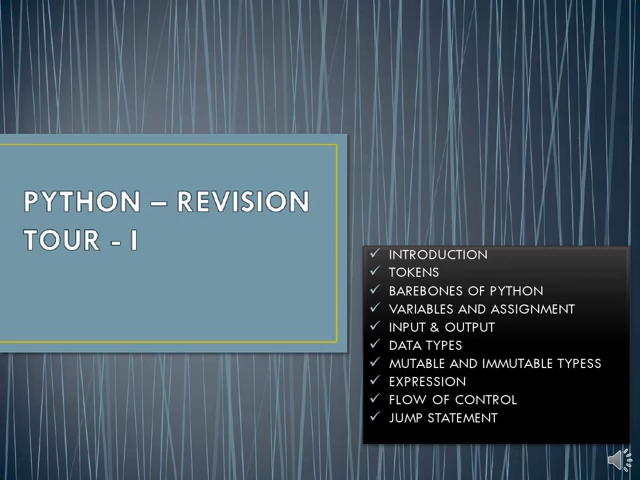 PYTHON – REVISION
TOUR - I
INTRODUCTION
TOKENS
BAREBONES OF PYTHON
VARIABLES AND ASSIGNMENT
INPUT & OUTPUT
DATA TYPES
MUTABLE AND IMMUTABLE TYPESS
EXPRESSION
FLOW OF CONTROL
JUMP STATEMENT